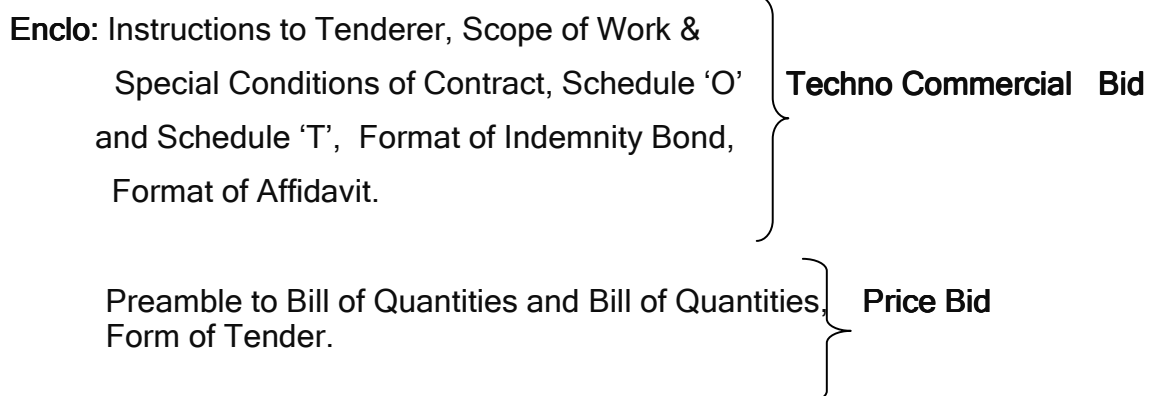 Enclo: Instructions to Tenderer, Scope of Work &
Special Conditions of Contract, Schedule ‘O’ Techno Commercial Bid
and Schedule ‘T’, Format of Indemnity Bond,
Format of Affidavit.
Preamble to Bill of Quantities and Bill of Quantities, Price Bid
Form of Tender.